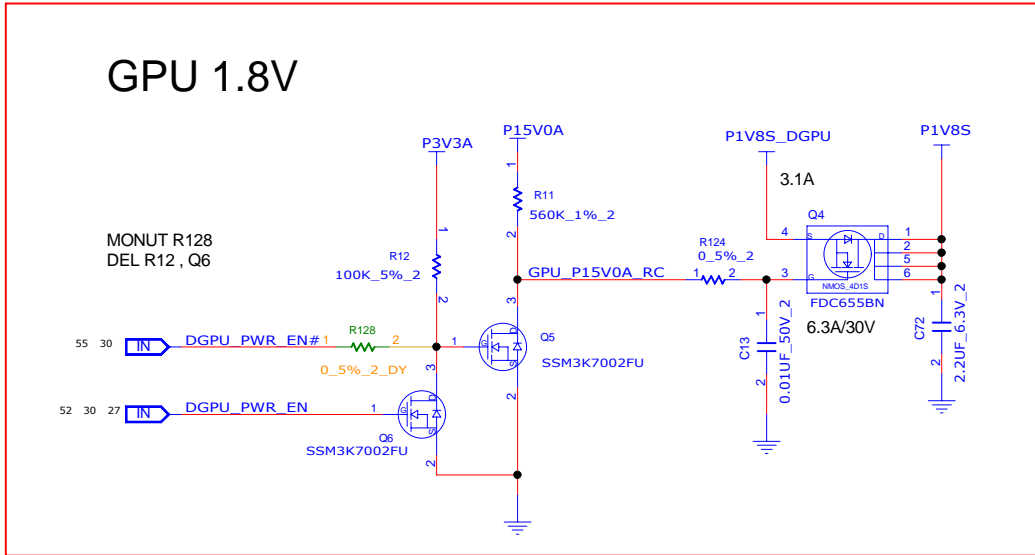 GPU 1.8V
P15V0A
P3V3A
P1V8S_DGPU
P1V8S
1
R11
560K_1%_2
2
3.1A
Q4
4
S
D
1
2
5
6
3
G
NMOS_4D1S
FDC655BN
6.3A/30V
MONUT R128
DEL R12 , Q6
1
R12
100K_5%_2
2
GPU_P15V0A_RC
R124
0_5%_2
1
2
1
C13
0.01UF_50V_2
2
1
C72
2.2UF_6.3V_2
2
55 30
IN
DGPU_PWR_EN#
1
R128
2
0_5%_2_DY
1
G
3
D
S
2
Q5
SSM3K7002FU
52 30 27
IN
DGPU_PWR_EN
1
G
3
D
S
2
Q6
SSM3K7002FU